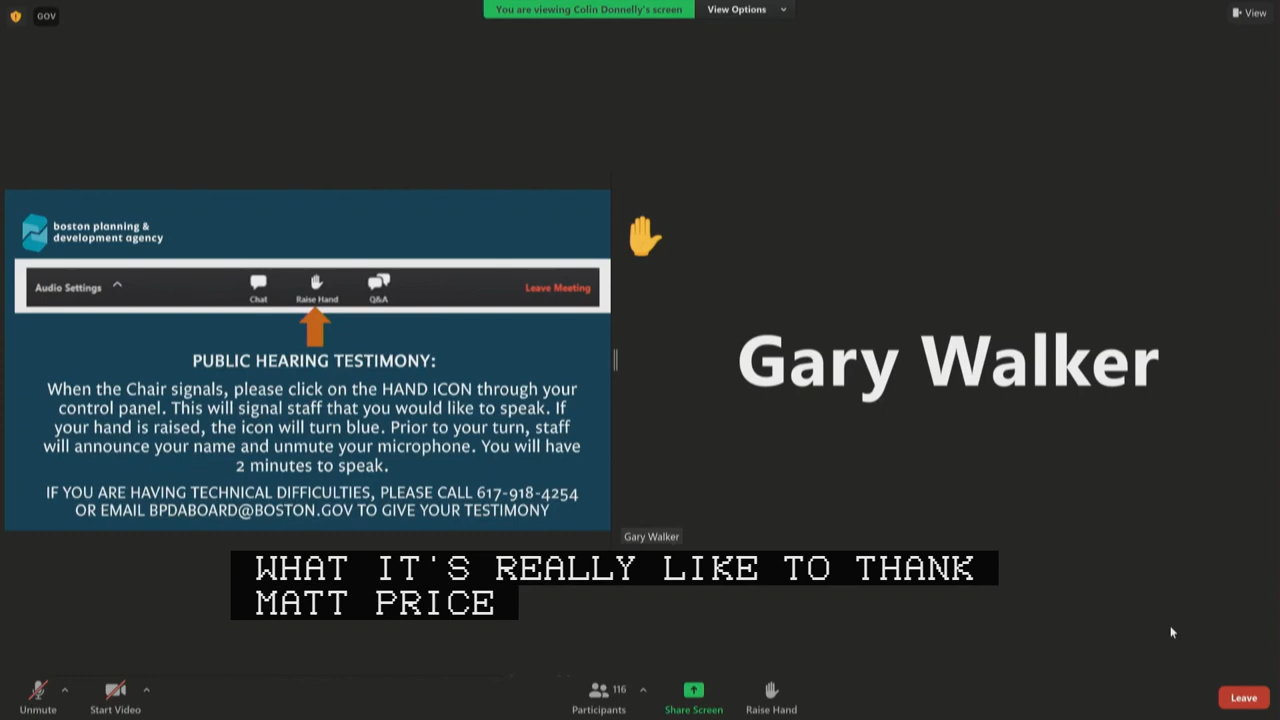 GOV
You are viewing Colin Donnelly's screen
View Options
View
boston planning &
development agency
Audio Settings
Chat
Raise Hand
Q&A
Leave Meeting
PUBLIC HEARING TESTIMONY:
When the Chair signals, please click on the HAND ICON through your
control panel. This will signal staff that you would like to speak. If
your hand is raised, the icon will turn blue. Prior to your turn, staff
will announce your name and unmute your microphone. You will have
2 minutes to speak.
IF YOU ARE HAVING TECHNICAL DIFFICULTIES, PLEASE CALL 617-918-4254
OR EMAIL BPDABOARD@BOSTON.GOV TO GIVE YOUR TESTIMONY
Gary Walker
Gary Walker
WHAT IT'S REALLY LIKE TO THANK
MATT PRICE
Unmute
Start Video
116
Participants
Share Screen
Raise Hand
Leave